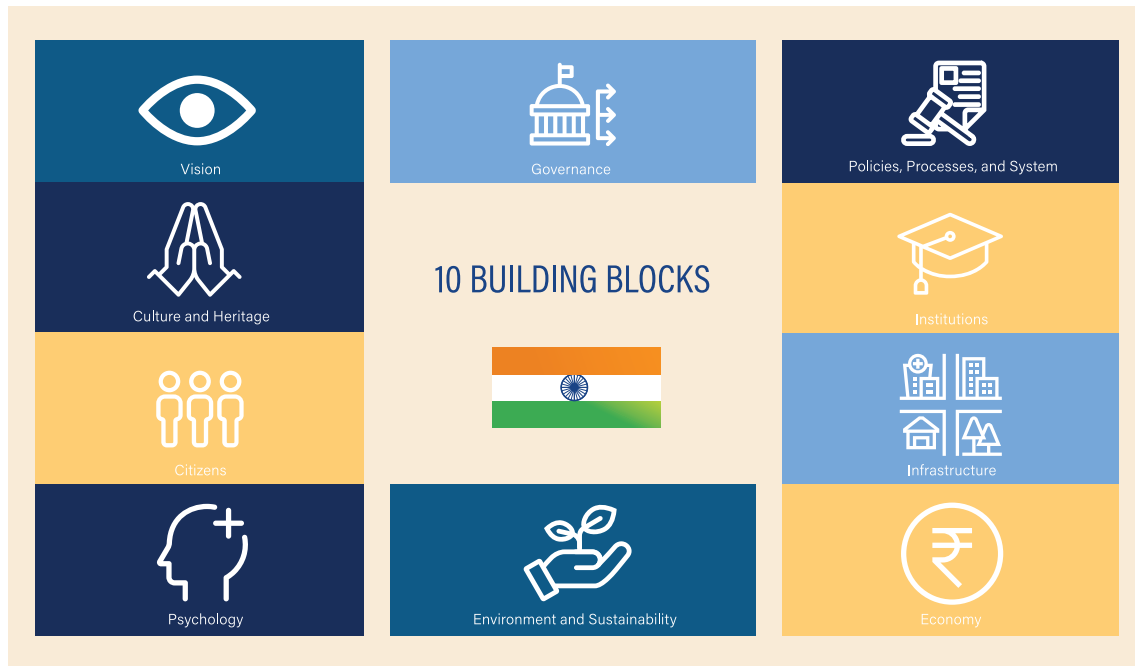 Vision
Governance
Policies, Processes, and System
Culture and Heritage
10 BUILDING BLOCKS
Institutions
Citizens
Infrastructure
Psychology
Environment and Sustainability
Economy